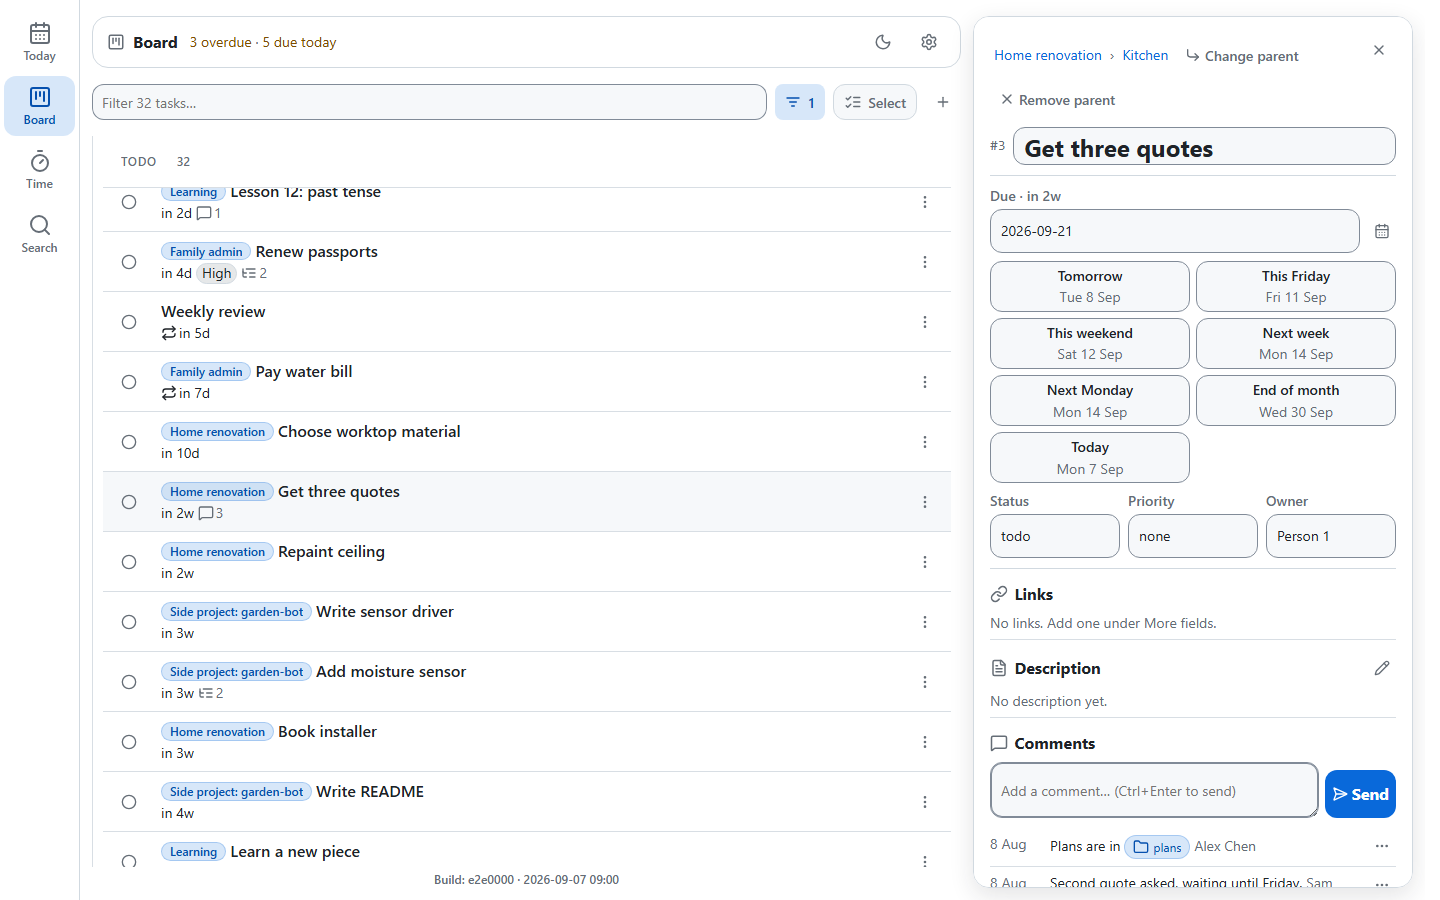 Today
Board
Time
Search
Board 3 overdue · 5 due today
Filter 32 tasks...
1
Select
TODO 32
Learning Lesson 12: past tense
in 2d 1
Family admin Renew passports
in 4d High 2
Weekly review
in 5d
Family admin Pay water bill
in 7d
Home renovation Choose worktop material
in 10d
Home renovation Get three quotes
in 2w 3
Home renovation Repaint ceiling
in 2w
Side project: garden-bot Write sensor driver
in 3w
Side project: garden-bot Add moisture sensor
in 3w 2
Home renovation Book installer
in 3w
Side project: garden-bot Write README
in 4w
Learning Learn a new piece
Build: e2e0000 · 2026-09-07 09:00
Home renovation › Kitchen Change parent
Remove parent
#3 Get three quotes
Due · in 2w
2026-09-21
Tomorrow
Tue 8 Sep
This Friday
Fri 11 Sep
This weekend
Sat 12 Sep
Next week
Mon 14 Sep
Next Monday
Mon 14 Sep
End of month
Wed 30 Sep
Today
Mon 7 Sep
Status Priority Owner
todo none Person 1
Links
No links. Add one under More fields.
Description
No description yet.
Comments
Add a comment... (Ctrl+Enter to send)
Send
8 Aug Plans are in plans Alex Chen
8 Aug Second quote asked, waiting until Friday. Sam